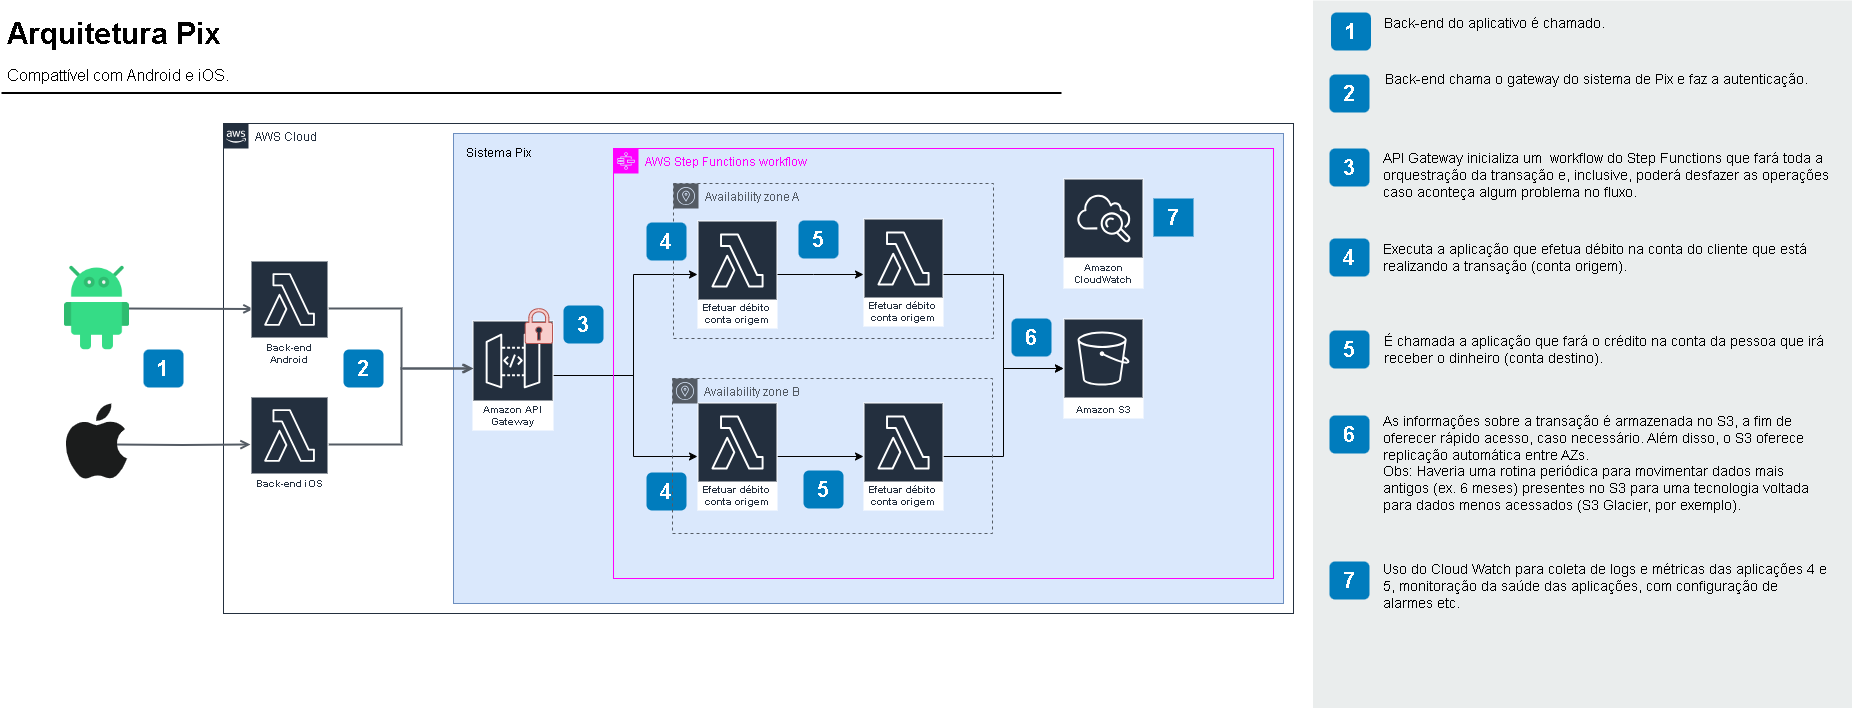 Arquitetura Pix
Compattível com Android e iOS.
aws
AWS Cloud
Sistema Pix
AWS Step Functions workflow
Availability zone A
4
5
Efetuar débito
conta origem
Efetuar débito
conta origem
7
Amazon
CloudWatch
1
Back-end
Android
2
Back-end iOS
3
Amazon API
Gateway
6
Amazon S3
Availability zone B
4
5
Efetuar débito
conta origem
Efetuar débito
conta origem
1
Back-end do aplicativo é chamado.
2
Back-end chama o gateway do sistema de Pix e faz a autenticação.
3
API Gateway inicializa um workflow do Step Functions que fará toda a
orquestração da transação e, inclusive, poderá desfazer as operações
caso aconteça algum problema no fluxo.
4
Executa a aplicação que efetua débito na conta do cliente que está
realizando a transação (conta origem).
5
É chamada a aplicação que fará o crédito na conta da pessoa que irá
receber o dinheiro (conta destino).
6
As informações sobre a transação é armazenada no S3, a fim de
oferecer rápido acesso, caso necessário. Além disso, o S3 oferece
replicação automática entre AZs.
Obs: Haveria uma rotina periódica para movimentar dados mais
antigos (ex. 6 meses) presentes no S3 para uma tecnologia voltada
para dados menos acessados (S3 Glacier, por exemplo).
7
Uso do Cloud Watch para coleta de logs e métricas das aplicações 4 e
5, monitoração da saúde das aplicações, com configuração de
alarmes etc.